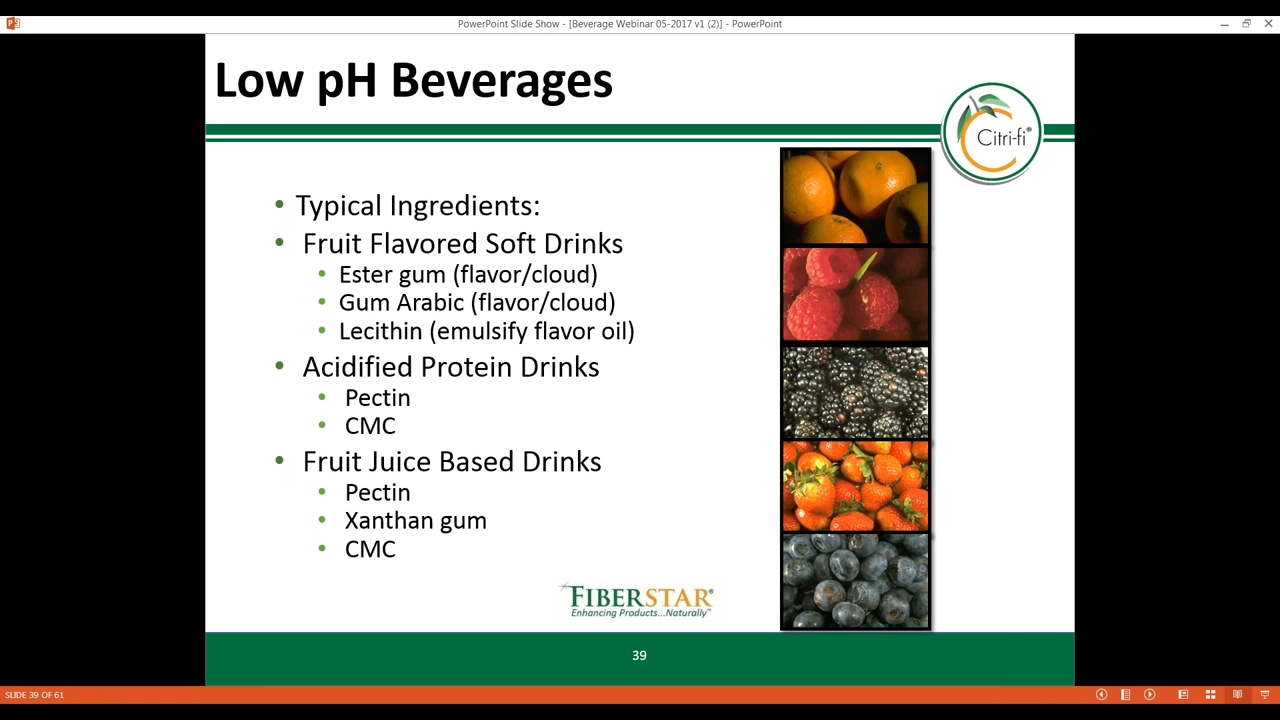 PowerPoint Slide Show - [Beverage Webinar 05-2017 v1 (2)] - PowerPoint
Low pH Beverages
Citri-fi®
• Typical Ingredients:
• Fruit Flavored Soft Drinks
• Ester gum (flavor/cloud)
• Gum Arabic (flavor/cloud)
• Lecithin (emulsify flavor oil)
• Acidified Protein Drinks
• Pectin
• CMC
• Fruit Juice Based Drinks
• Pectin
• Xanthan gum
• CMC
FIBERSTAR®
Enhancing Products...Naturally™
39
SLIDE 39 OF 61